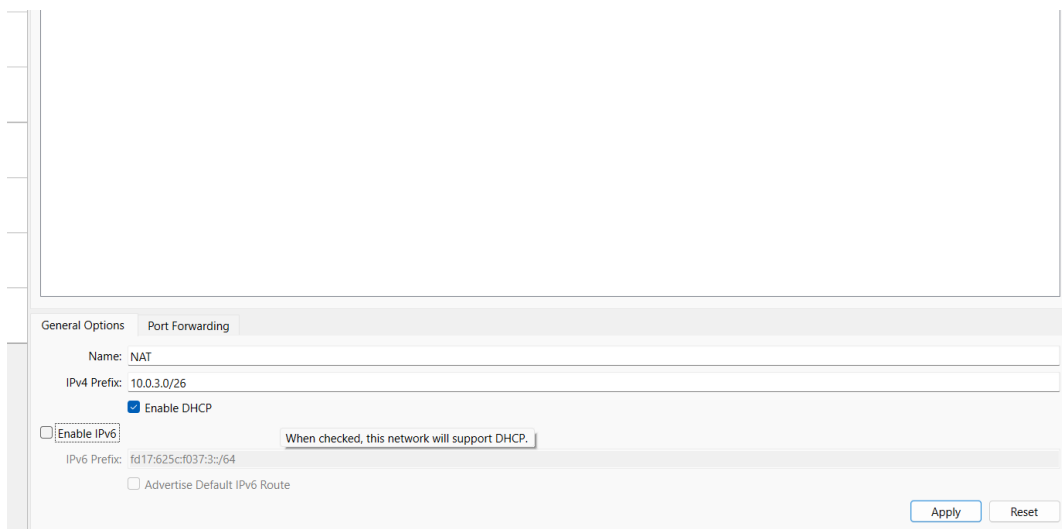 General Options Port Forwarding
Name: NAT
IPv4 Prefix: 10.0.3.0/26
Enable DHCP
Enable IPv6
When checked, this network will support DHCP.
IPv6 Prefix: fd17:625c:f037:3::/64
Advertise Default IPv6 Route
Apply Reset